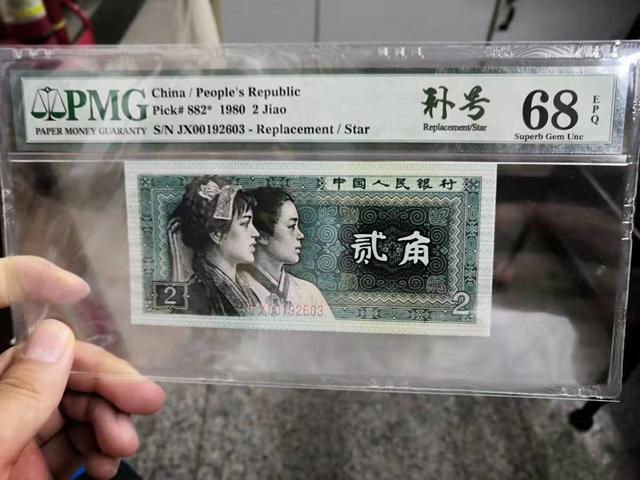 PMG
PAPER MONEY GUARANTY
China / People's Republic
Pick# 882* 1980 2 Jiao
S/N JX00192603 - Replacement / Star
补号
Replacement/Star
68
EPQ
Superb Gem Unc
中国人民银行
贰角
2
JX00192603
2